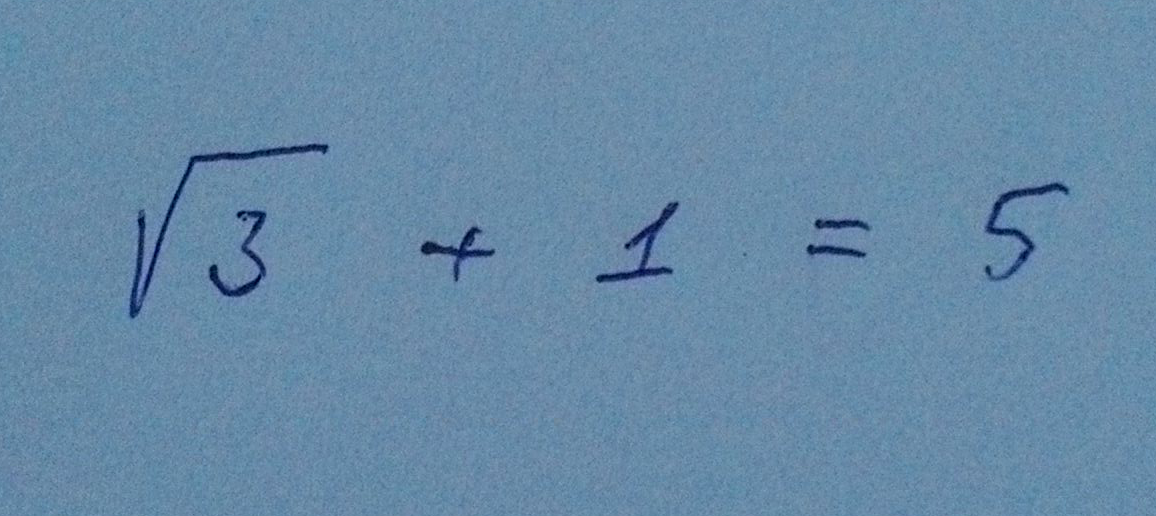 √3 + 1 = 5